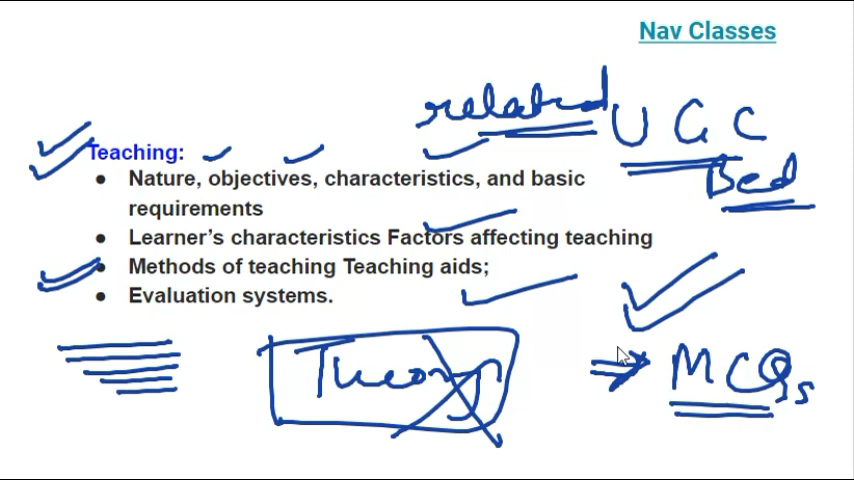 Nav Classes
related UGC
Bed
Teaching:
● Nature, objectives, characteristics, and basic
requirements
● Learner's characteristics Factors affecting teaching
● Methods of teaching Teaching aids;
● Evaluation systems.
Theory
MCQs